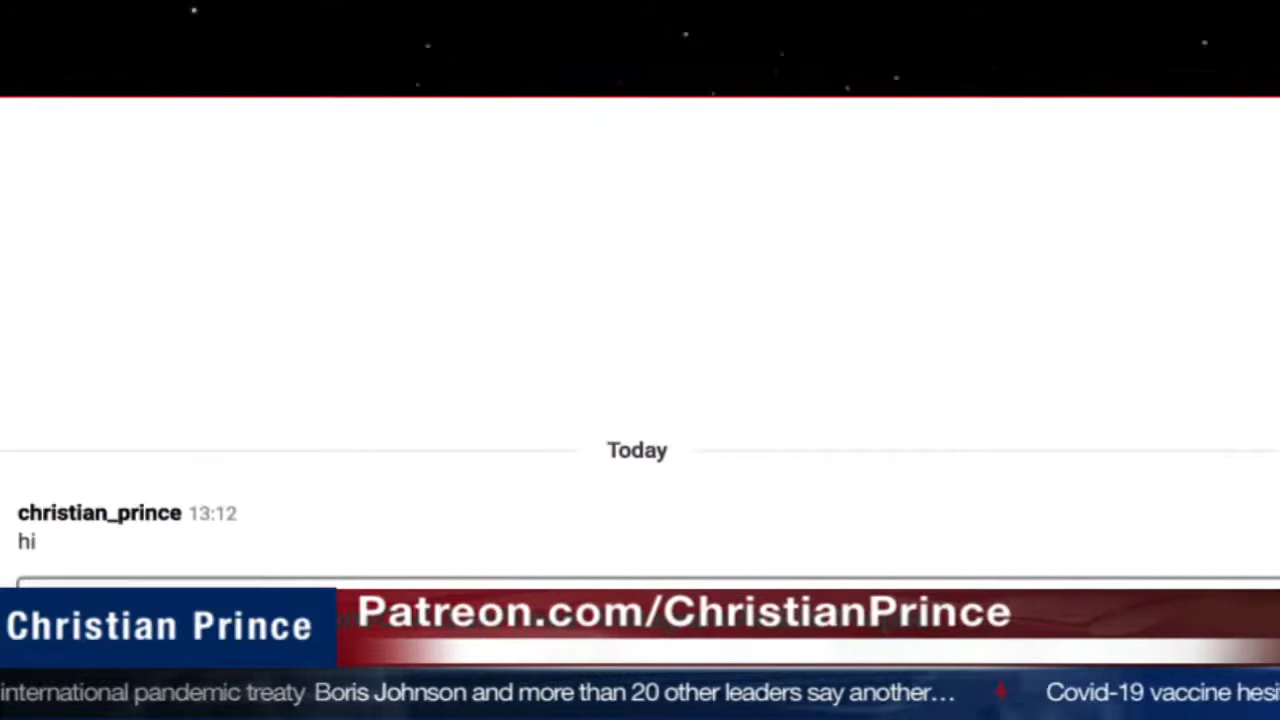 Today
christian_prince 13:12
hi
Christian Prince
Patreon.com/ChristianPrince
international pandemic treaty Boris Johnson and more than 20 other leaders say another… Covid-19 vaccine hesi